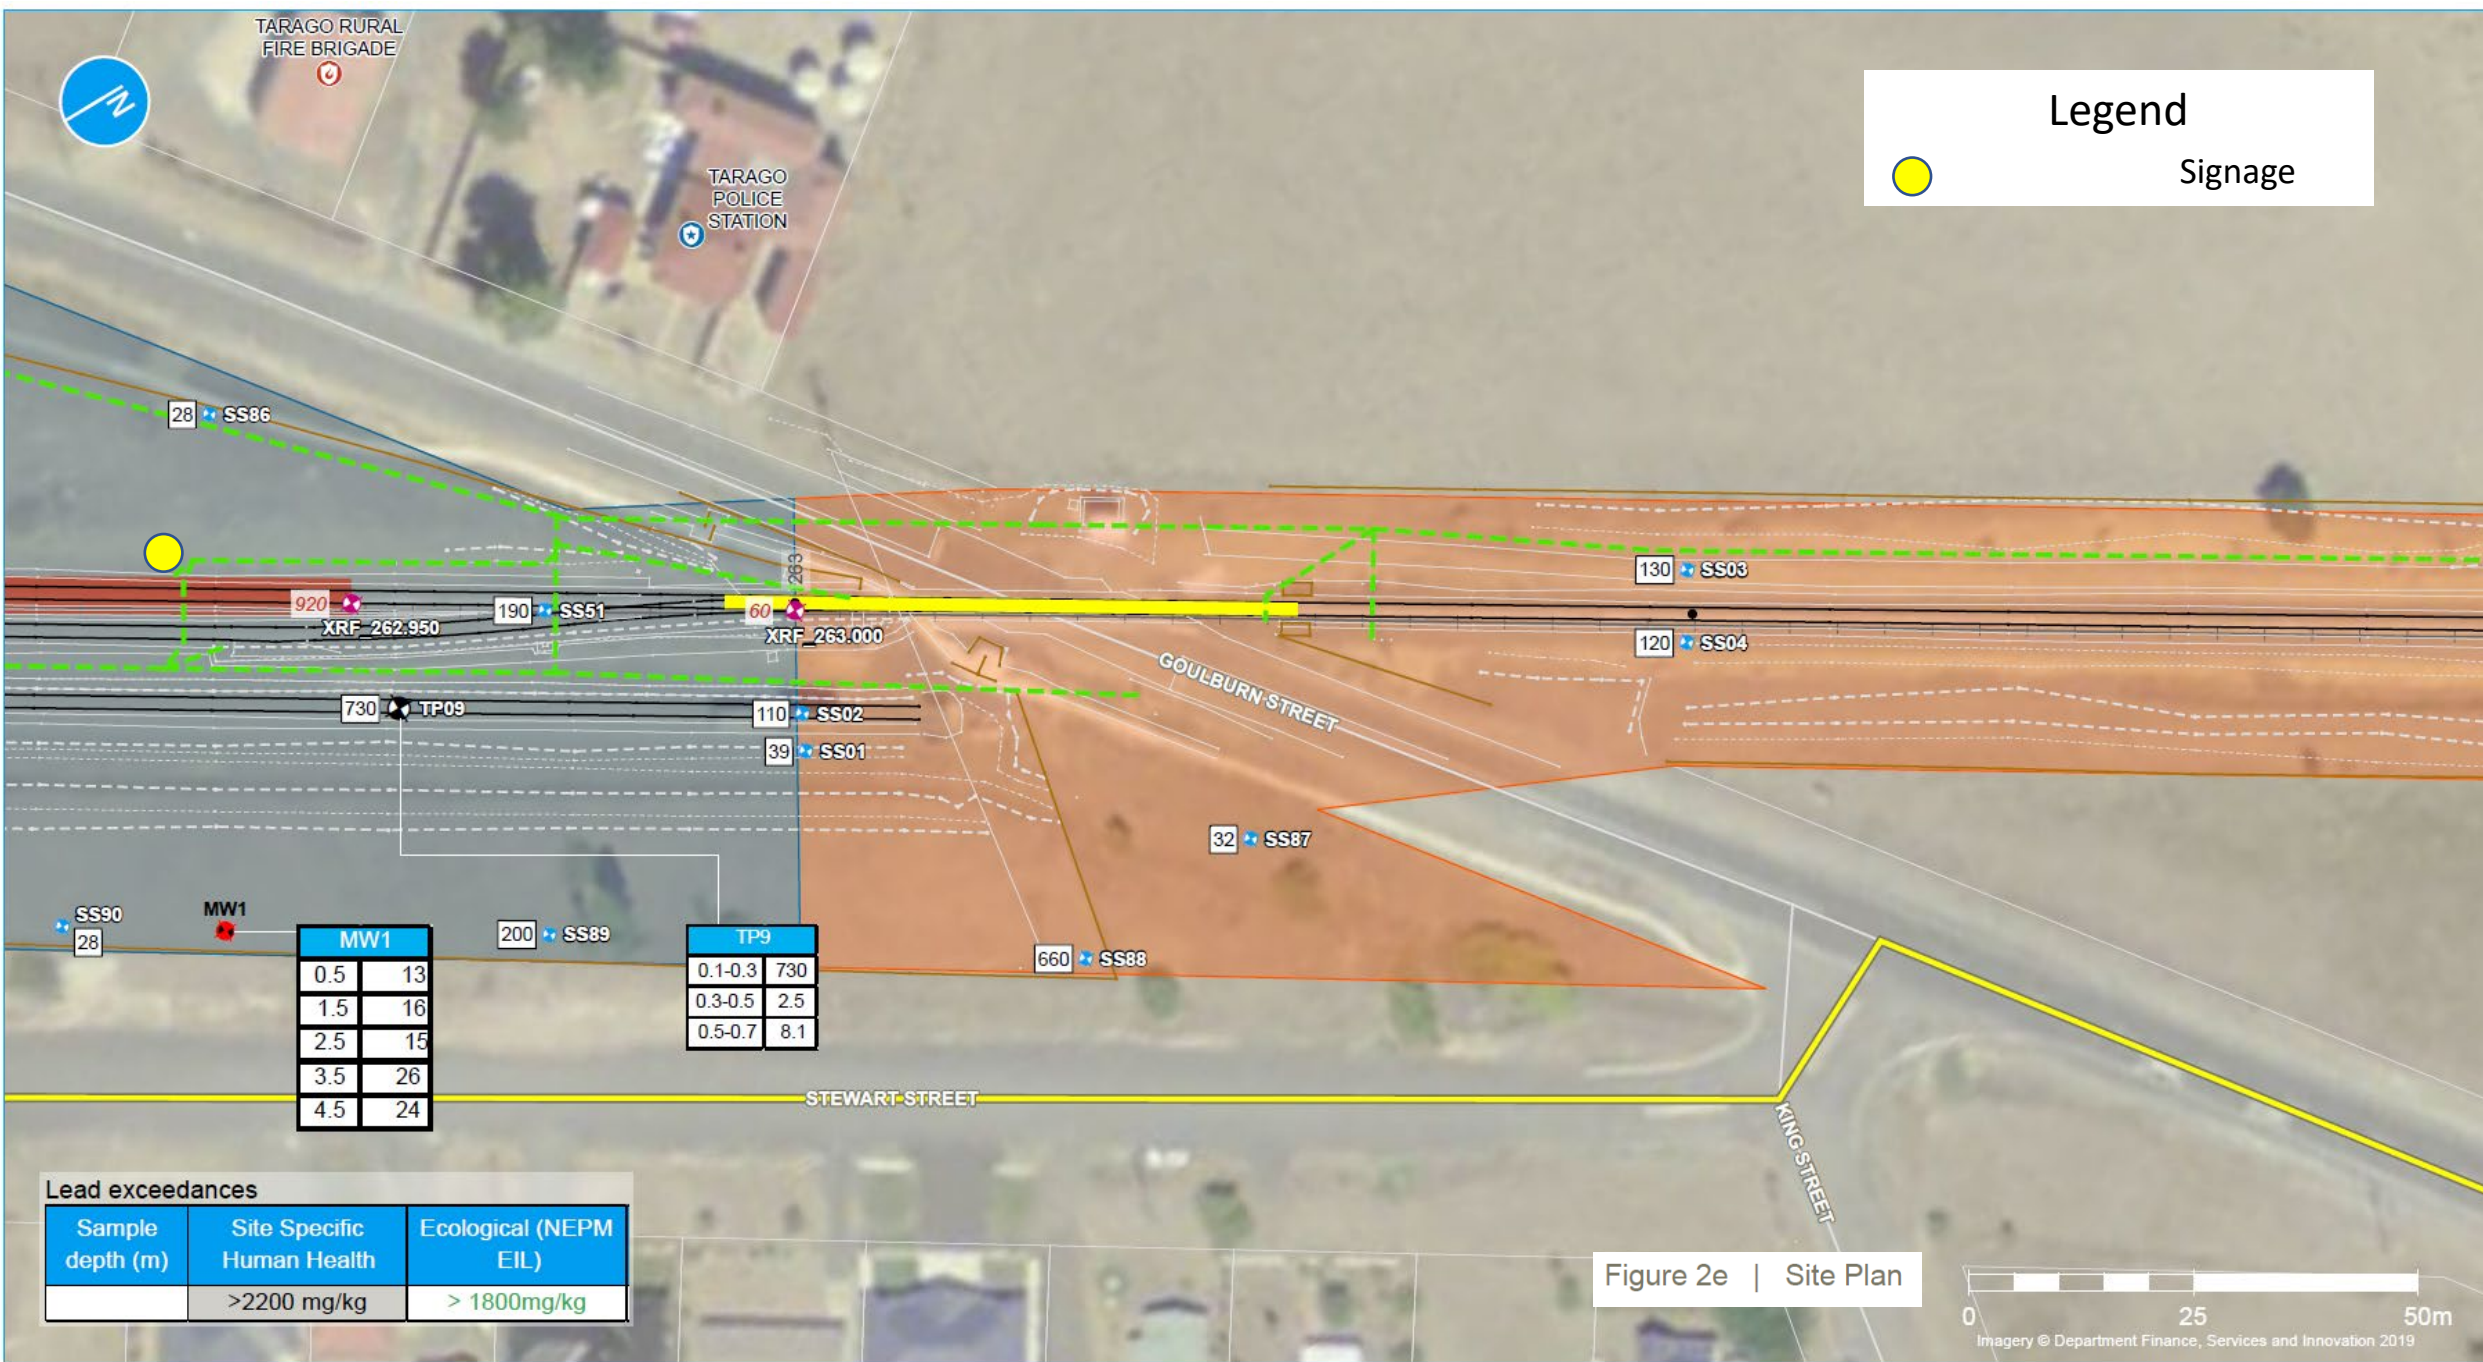 TARAGO RURAL
FIRE BRIGADE
N
Legend
Signage
TARAGO
POLICE
STATION
28 SS86
263
130 SS03
920
XRF_262.950
190 SS51
60
XRF_263.000
120 SS04
GOULBURN STREET
730 TP09
110 SS02
39 SS01
32 SS87
SS90
28
MW1
200 SS89
660 SS88
MW1
0.5 13
1.5 16
2.5 15
3.5 26
4.5 24
TP9
0.1-0.3 730
0.3-0.5 2.5
0.5-0.7 8.1
STEWART STREET
KING STREET
Lead exceedances
Sample depth (m)
Site Specific Human Health
Ecological (NEPM EIL)
>2200 mg/kg
> 1800mg/kg
Figure 2e | Site Plan
0 25 50m
Imagery © Department Finance, Services and Innovation 2019